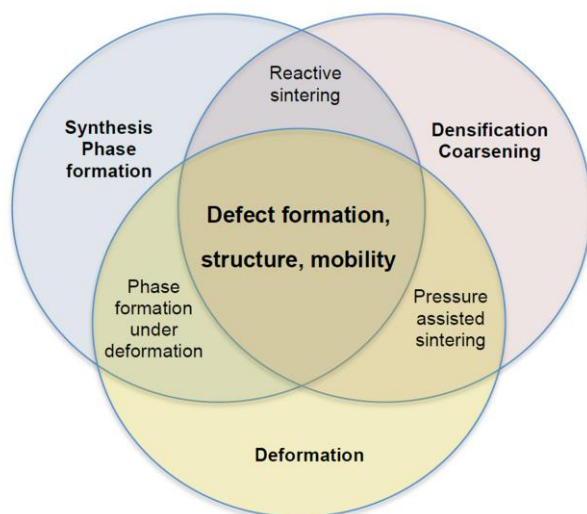 Reactive
sintering
Synthesis
Phase
formation
Densification
Coarsening
Defect formation,
structure, mobility
Phase
formation
under
deformation
Pressure
assisted
sintering
Deformation